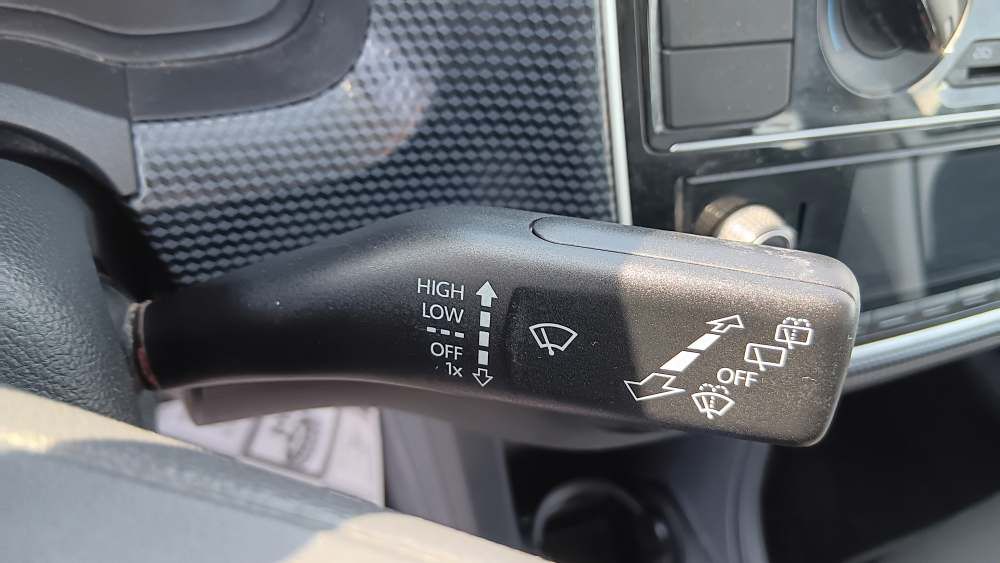 HIGH
LOW
---
OFF
1x
OFF